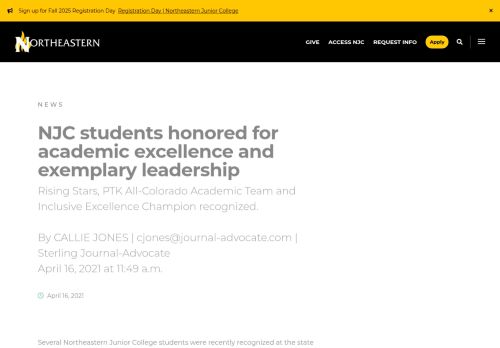 Sign up for Fall 2025 Registration Day Registration Day | Northeastern Junior College ×
NORTHEASTERN GIVE ACCESS NJC REQUEST INFO Apply
NEWS
NJC students honored for
academic excellence and
exemplary leadership
Rising Stars, PTK All-Colorado Academic Team and
Inclusive Excellence Champion recognized.
By CALLIE JONES | cjones@journal-advocate.com |
Sterling Journal-Advocate
April 16, 2021 at 11:49 a.m.
April 16, 2021
Several Northeastern Junior College students were recently recognized at the state